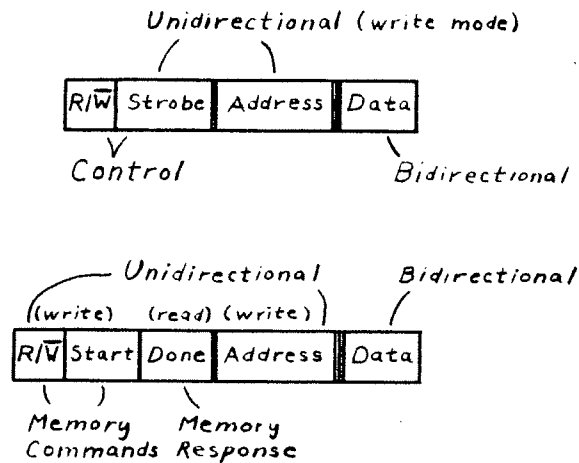 Unidirectional (write mode)
R/W̅ Strobe Address Data
Control Bidirectional
Unidirectional Bidirectional
(write) (read) (write)
R/W̅ Start Done Address Data
Memory Memory
Commands Response